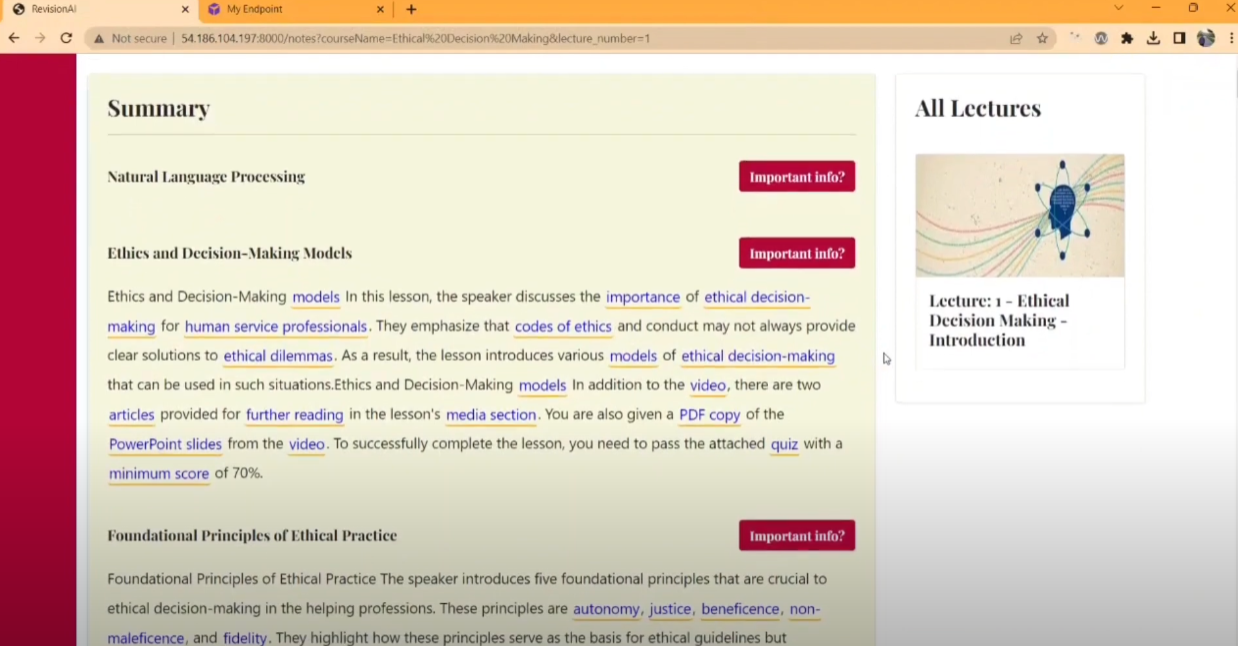 RevisionAI
My Endpoint
Not secure | 54.186.104.197:8000/notes?courseName=Ethical%20Decision%20Making&lecture_number=1
Summary
Natural Language Processing
Important info?
Ethics and Decision-Making Models
Important info?
Ethics and Decision-Making models In this lesson, the speaker discusses the importance of ethical decision-
making for human service professionals. They emphasize that codes of ethics and conduct may not always provide
clear solutions to ethical dilemmas. As a result, the lesson introduces various models of ethical decision-making
that can be used in such situations.Ethics and Decision-Making models In addition to the video, there are two
articles provided for further reading in the lesson's media section. You are also given a PDF copy of the
PowerPoint slides from the video. To successfully complete the lesson, you need to pass the attached quiz with a
minimum score of 70%.
Foundational Principles of Ethical Practice
Important info?
Foundational Principles of Ethical Practice The speaker introduces five foundational principles that are crucial to
ethical decision-making in the helping professions. These principles are autonomy, justice, beneficence, non-
maleficence, and fidelity. They highlight how these principles serve as the basis for ethical guidelines but
All Lectures
Lecture: 1 - Ethical
Decision Making -
Introduction